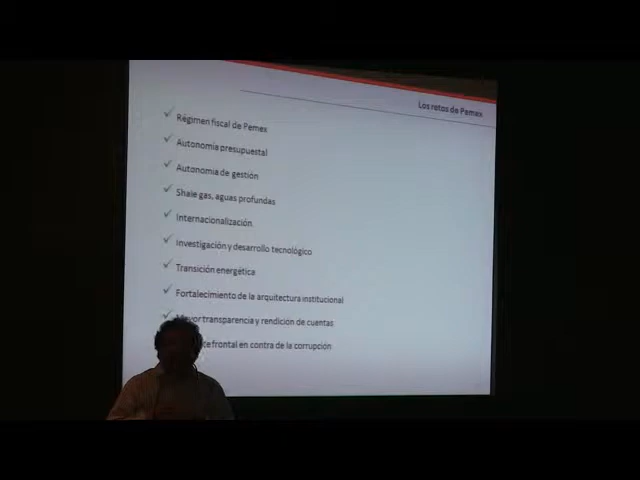 Los retos de Pemex
Régimen fiscal de Pemex
Autonomía presupuestal
Autonomía de gestión
Shale gas, aguas profundas
Internacionalización
Investigación y desarrollo tecnológico
Transición energética
Fortalecimiento de la arquitectura institucional
transparencia y rendición de cuentas
frontal en contra de la corrupción